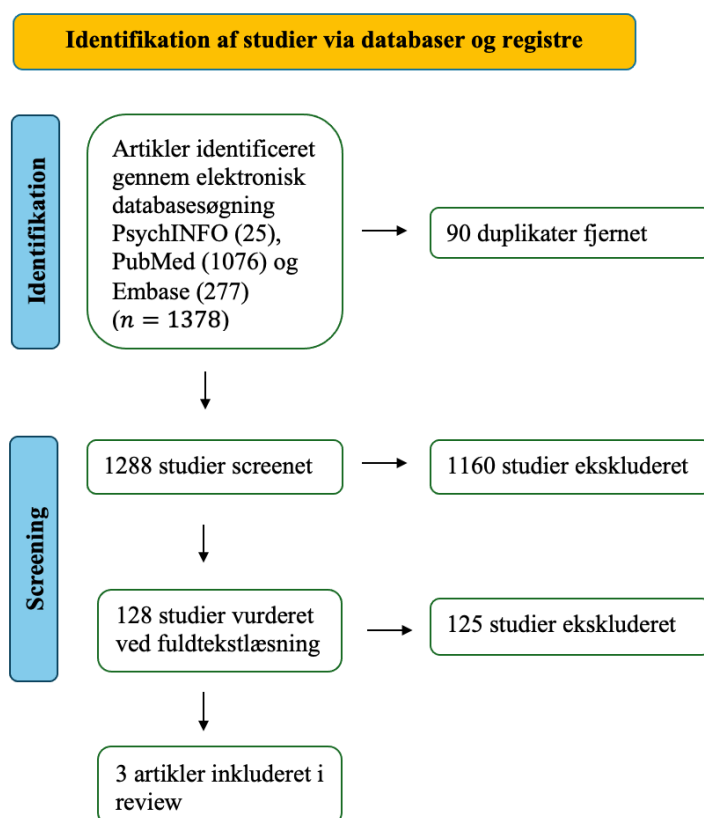 Identifikation af studier via databaser og registre
Identifikation
Artikler identificeret
gennem elektronisk
databasesøgning
PsychINFO (25),
PubMed (1076) og
Embase (277)
(n = 1378)
90 duplikater fjernet
Screening
1288 studier screenet
1160 studier ekskluderet
128 studier vurderet
ved fuldtekstlæsning
125 studier ekskluderet
3 artikler inkluderet i
review